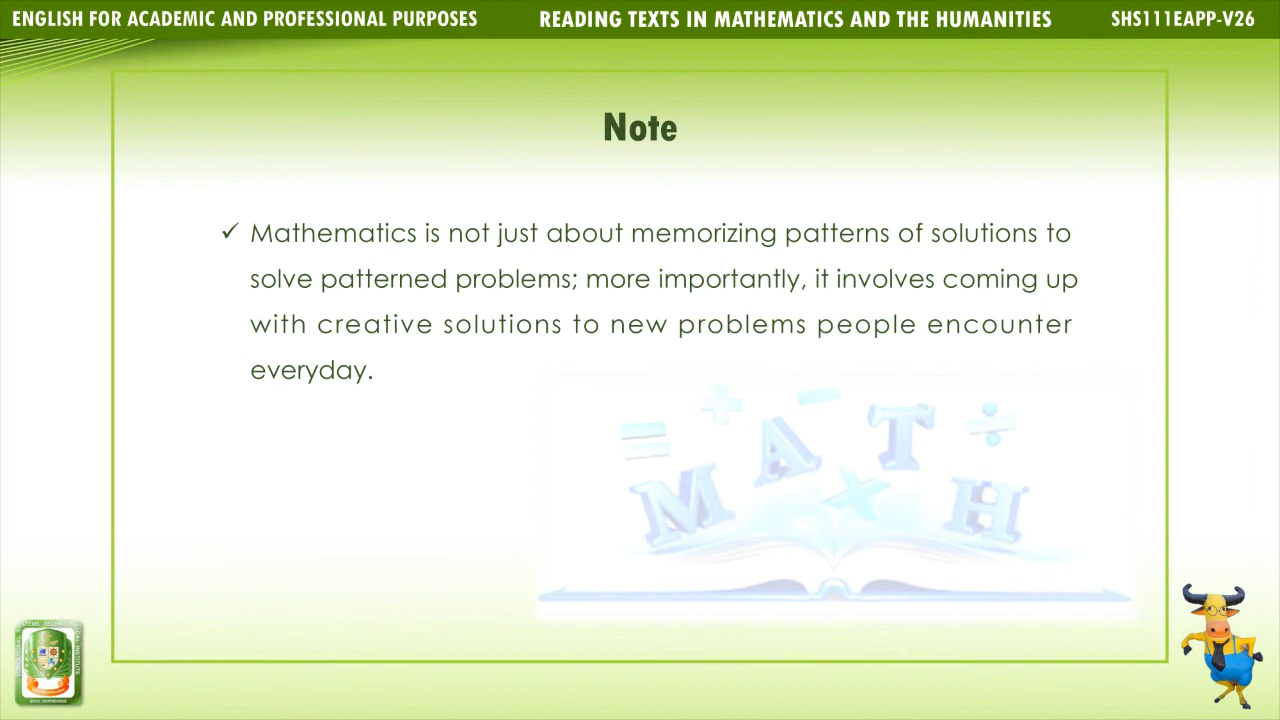 ENGLISH FOR ACADEMIC AND PROFESSIONAL PURPOSES READING TEXTS IN MATHEMATICS AND THE HUMANITIES SHS111EAPP-V26
Note
✓ Mathematics is not just about memorizing patterns of solutions to
solve patterned problems; more importantly, it involves coming up
with creative solutions to new problems people encounter
everyday.
= + − ÷
M A T H
×